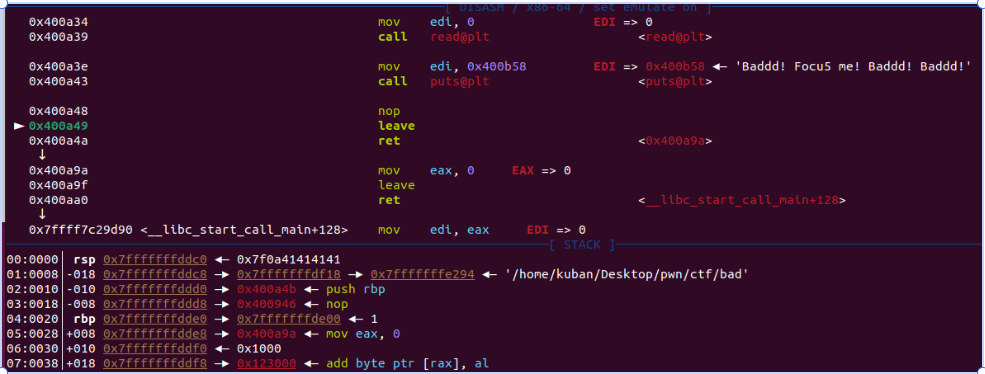 [ DISASM / x86-64 / set emulate on ]
0x400a34 mov edi, 0 EDI => 0
0x400a39 call read@plt <read@plt>
0x400a3e mov edi, 0x400b58 EDI => 0x400b58 ◂— 'Baddd! Focu5 me! Baddd! Baddd!'
0x400a43 call puts@plt <puts@plt>
0x400a48 nop
► 0x400a49 leave
0x400a4a ret <0x400a9a>
↓
0x400a9a mov eax, 0 EAX => 0
0x400a9f leave
0x400aa0 ret <__libc_start_call_main+128>
↓
0x7ffff7c29d90 <__libc_start_call_main+128> mov edi, eax EDI => 0
[ STACK ]
00:0000│ rsp 0x7fffffffddc0 ◂— 0x7f0a41414141
01:0008│-018 0x7fffffffddc8 —▸ 0x7fffffffdf18 —▸ 0x7fffffffe294 ◂— '/home/kuban/Desktop/pwn/ctf/bad'
02:0010│-010 0x7fffffffddd0 —▸ 0x400a4b ◂— push rbp
03:0018│-008 0x7fffffffddd8 —▸ 0x40094d ◂— nop
04:0020│ rbp 0x7fffffffdde0 —▸ 0x7fffffffde00 ◂— 1
05:0028│+008 0x7fffffffdde8 —▸ 0x400a9a ◂— mov eax, 0
06:0030│+010 0x7fffffffddf0 ◂— 0x1000
07:0038│+018 0x7fffffffddf8 —▸ 0x123000 ◂— add byte ptr [rax], al